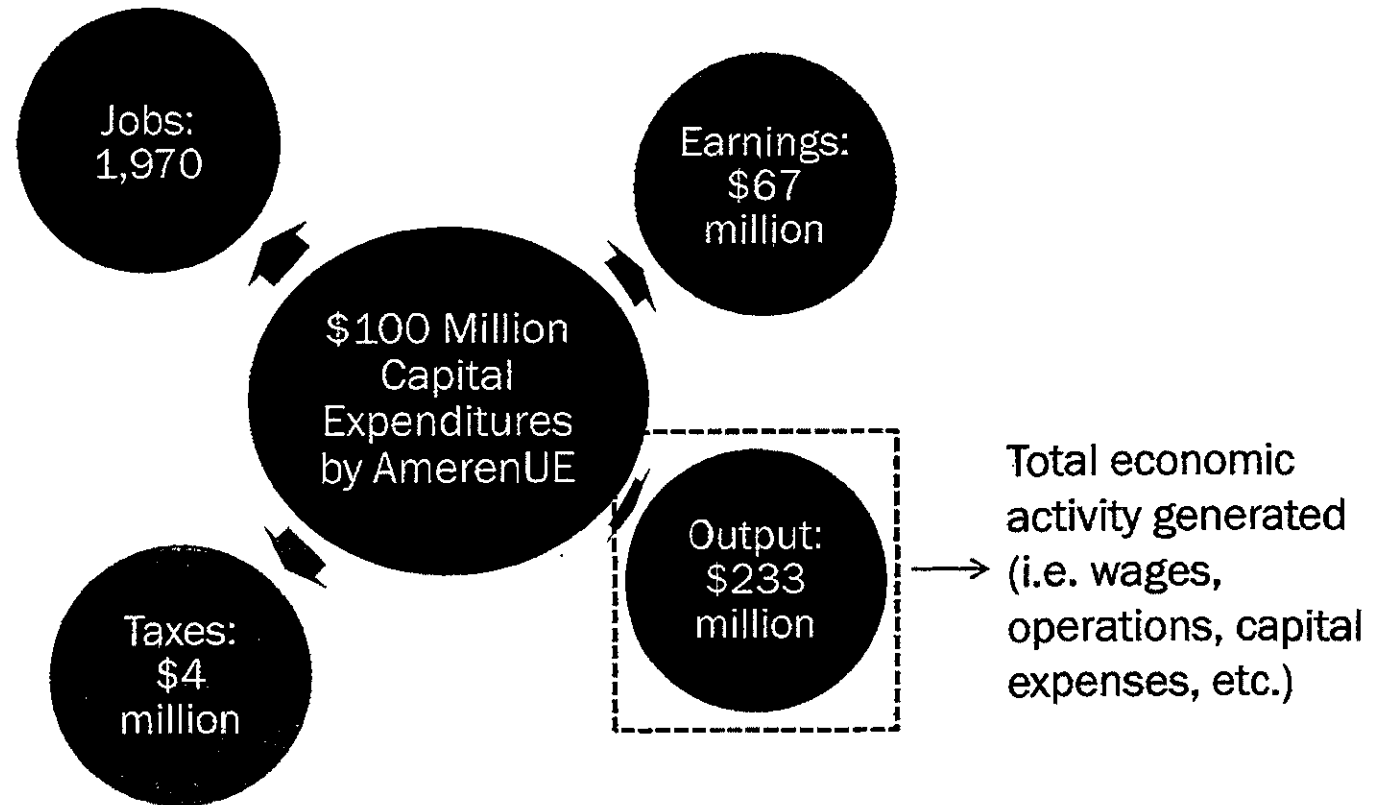 Jobs:
1,970
Earnings:
$67
million
$100 Million
Capital
Expenditures
by AmerenUE
Output:
$233
million
Total economic
activity generated
(i.e. wages,
operations, capital
expenses, etc.)
Taxes:
$4
million